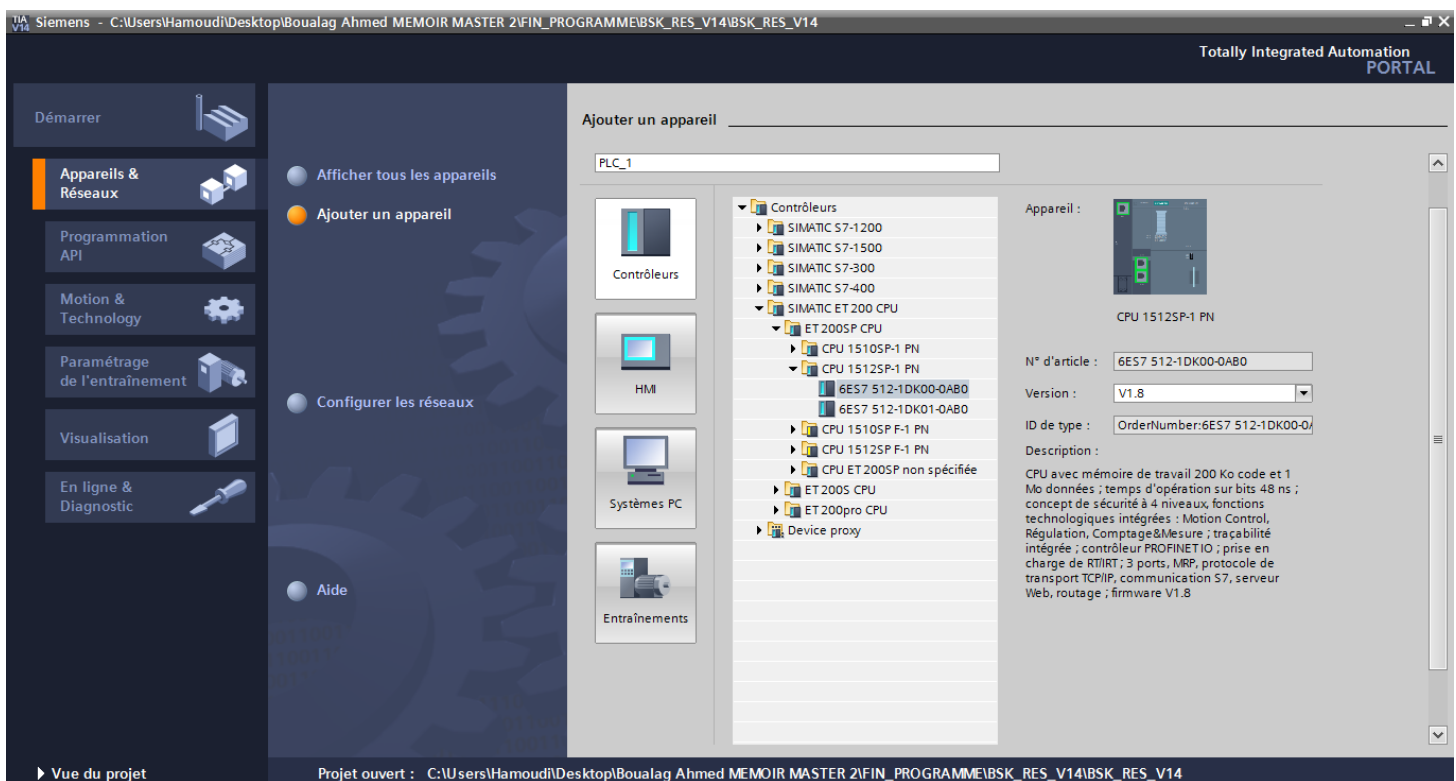 TIA V14 Siemens - C:\Users\Hamoudi\Desktop\Boualag Ahmed MEMOIR MASTER 2\FIN_PROGRAMME\BSK_RES_V14\BSK_RES_V14
Totally Integrated Automation
PORTAL
Démarrer
Appareils &
Réseaux
Programmation
API
Motion &
Technology
Paramétrage
de l'entraînement
Visualisation
En ligne &
Diagnostic
Vue du projet
Afficher tous les appareils
Ajouter un appareil
Configurer les réseaux
Aide
Ajouter un appareil
PLC_1
Contrôleurs
HMI
Systèmes PC
Entraînements
Contrôleurs
SIMATIC S7-1200
SIMATIC S7-1500
SIMATIC S7-300
SIMATIC S7-400
SIMATIC ET 200 CPU
ET 200SP CPU
CPU 1510SP-1 PN
CPU 1512SP-1 PN
6ES7 512-1DK00-0AB0
6ES7 512-1DK01-0AB0
CPU 1510SP F-1 PN
CPU 1512SP F-1 PN
CPU ET 200SP non spécifiée
ET 200S CPU
ET 200pro CPU
Device proxy
Appareil :
CPU 1512SP-1 PN
N° d'article : 6ES7 512-1DK00-0AB0
Version : V1.8
ID de type : OrderNumber:6ES7 512-1DK00-0
Description :
CPU avec mémoire de travail 200 Ko code et 1
Mo données ; temps d'opération sur bits 48 ns ;
concept de sécurité à 4 niveaux, fonctions
technologiques intégrées : Motion Control,
Régulation, Comptage&Mesure ; traçabilité
intégrée ; contrôleur PROFINET IO ; prise en
charge de RT/IRT ; 3 ports, MRP, protocole de
transport TCP/IP, communication S7, serveur
Web, routage ; firmware V1.8
Projet ouvert : C:\Users\Hamoudi\Desktop\Boualag Ahmed MEMOIR MASTER 2\FIN_PROGRAMME\BSK_RES_V14\BSK_RES_V14